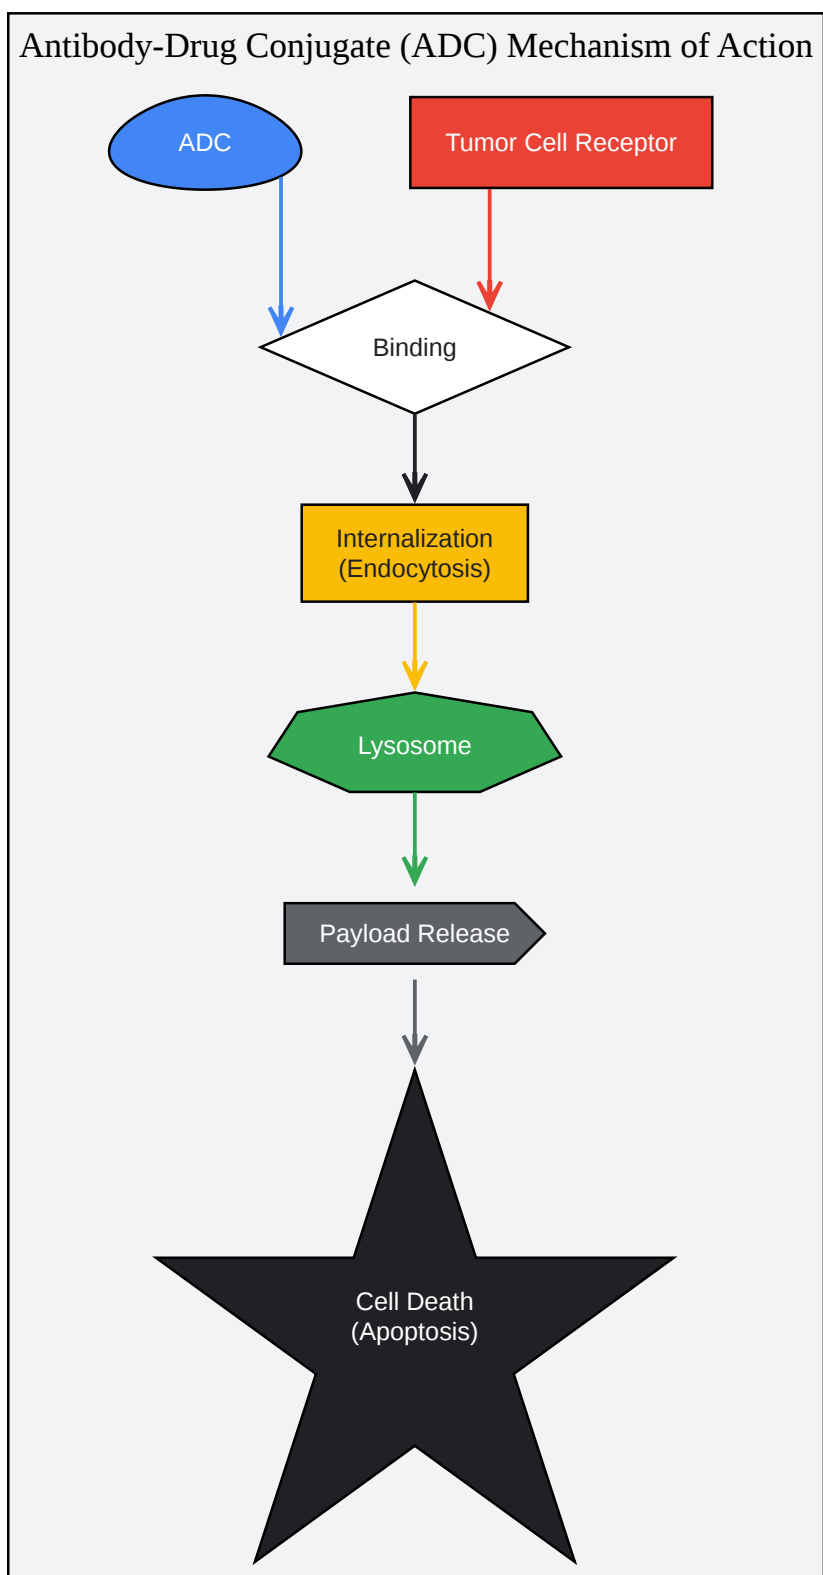 Antibody-Drug Conjugate (ADC) Mechanism of Action
ADC
Tumor Cell Receptor
Binding
Internalization
(Endocytosis)
Lysosome
Payload Release
Cell Death
(Apoptosis)